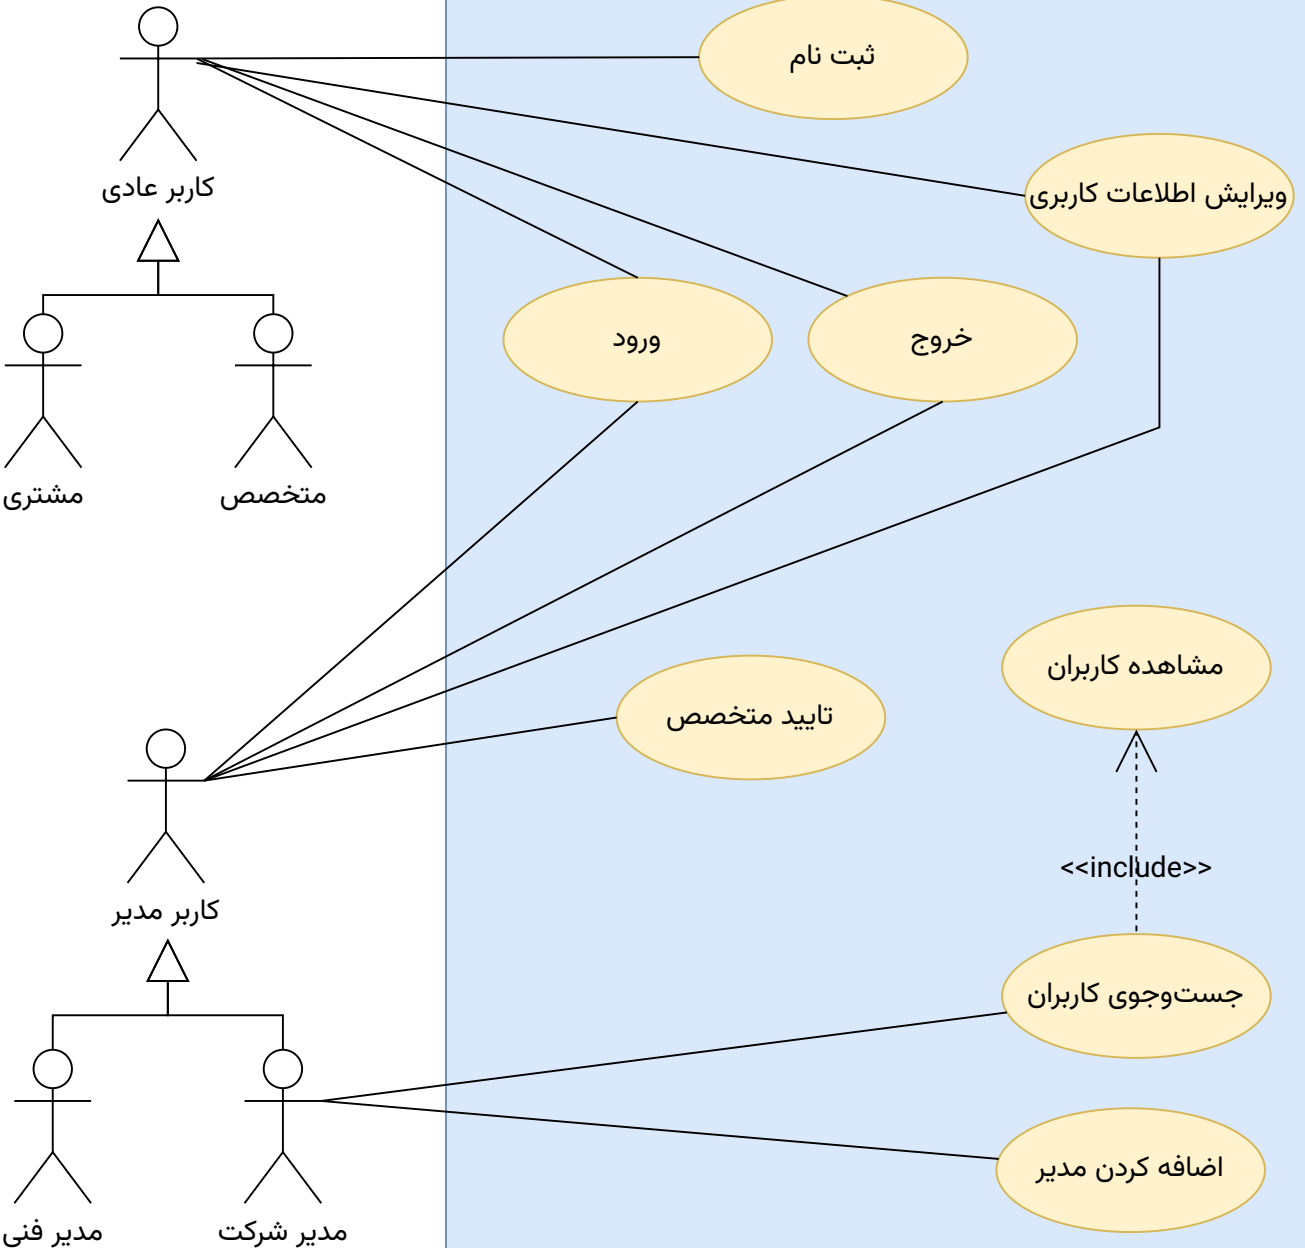 ثبت نام
کاربر عادی
ویرایش اطلاعات کاربری
ورود
خروج
مشتری
متخصص
مشاهده کاربران
تایید متخصص
<<include>>
کاربر مدیر
جست‌وجوی کاربران
اضافه کردن مدیر
مدیر فنی
مدیر شرکت